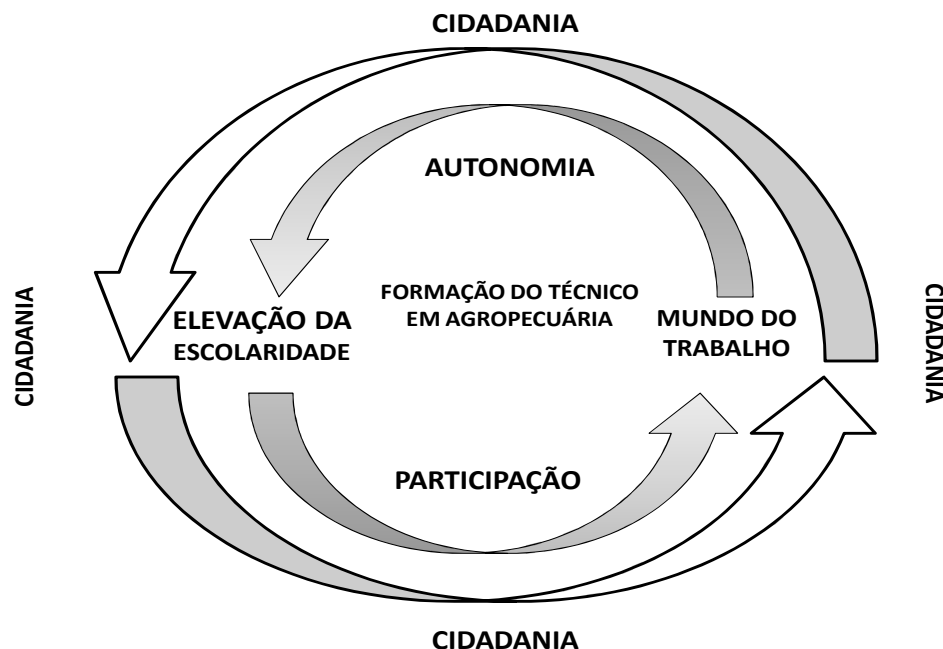 CIDADANIA
AUTONOMIA
CIDADANIA
ELEVAÇÃO DA
ESCOLARIDADE
FORMAÇÃO DO TÉCNICO
EM AGROPECUÁRIA
MUNDO DO
TRABALHO
CIDADANIA
PARTICIPAÇÃO
CIDADANIA